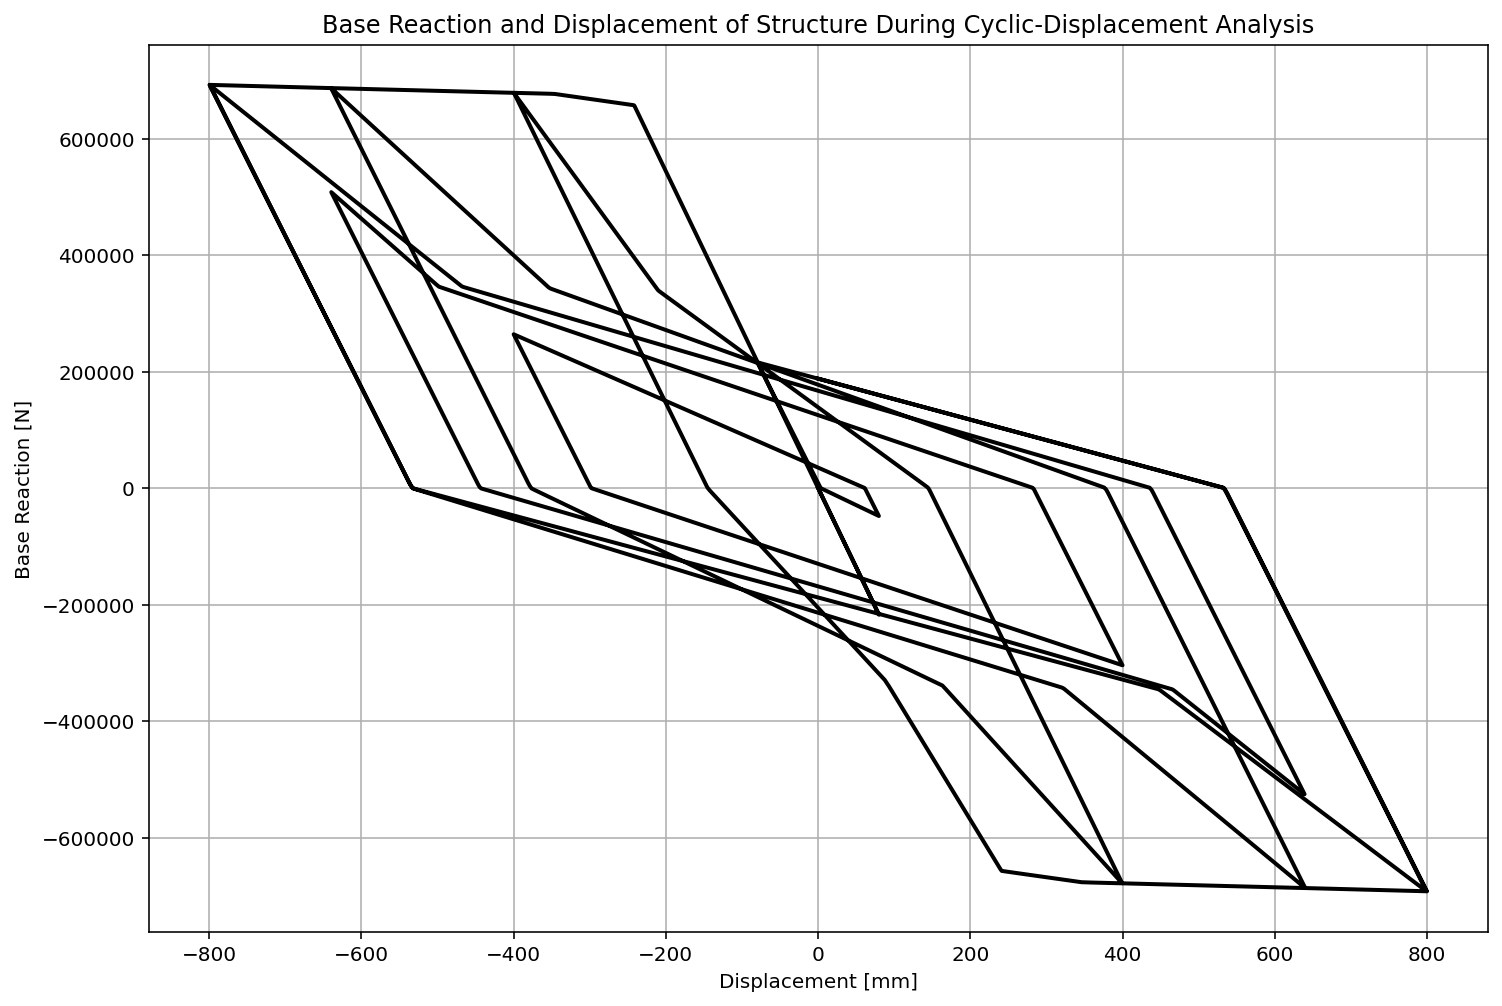 Base Reaction and Displacement of Structure During Cyclic-Displacement Analysis
600000
400000
200000
0
−200000
−400000
−600000
Base Reaction [N]
−800 −600 −400 −200 0 200 400 600 800
Displacement [mm]